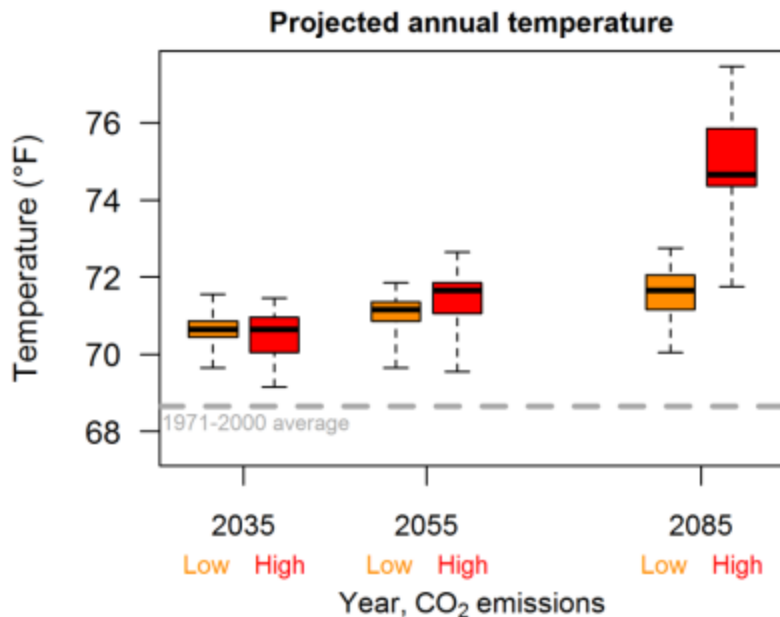 Projected annual temperature
Temperature (°F)
76
74
72
70
68
1971-2000 average
2035 2055 2085
Low High Low High Low High
Year, CO₂ emissions